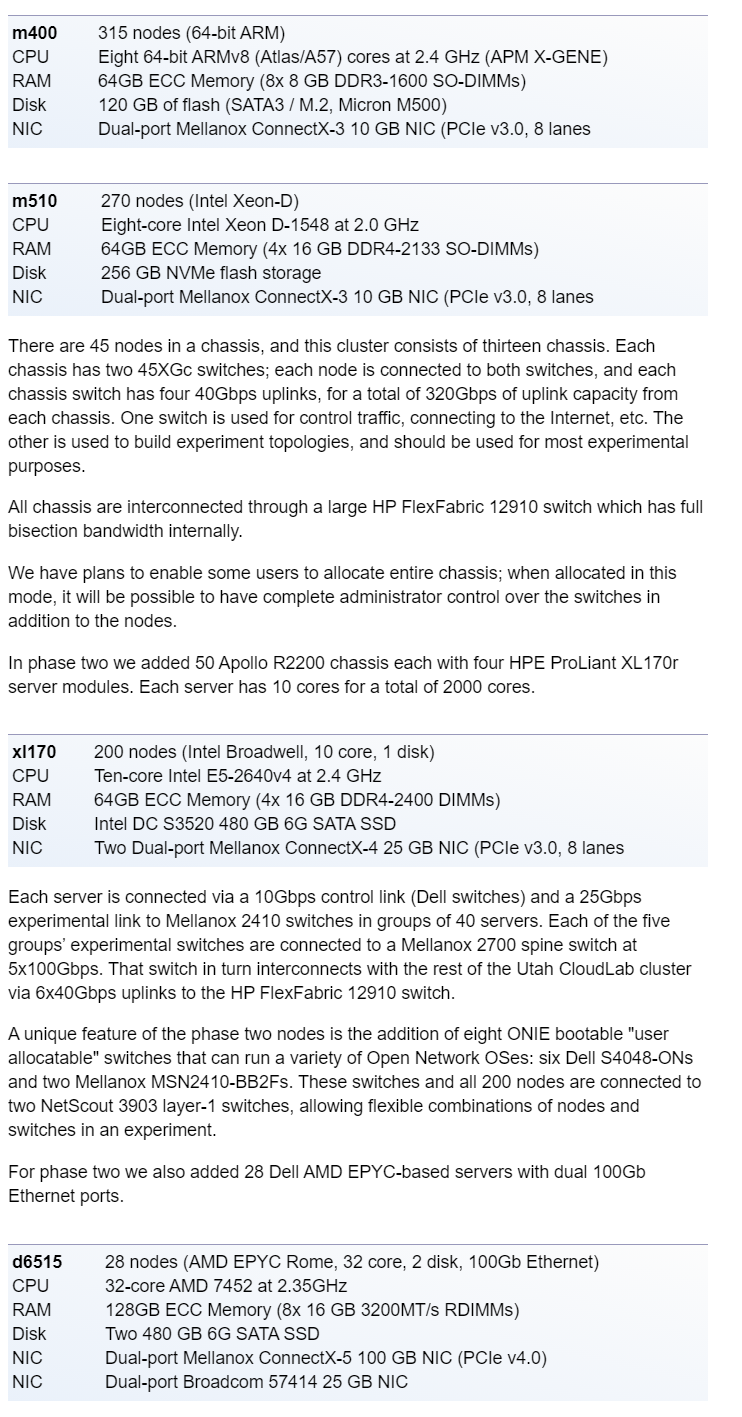 m400 315 nodes (64-bit ARM)
CPU Eight 64-bit ARMv8 (Atlas/A57) cores at 2.4 GHz (APM X-GENE)
RAM 64GB ECC Memory (8x 8 GB DDR3-1600 SO-DIMMs)
Disk 120 GB of flash (SATA3 / M.2, Micron M500)
NIC Dual-port Mellanox ConnectX-3 10 GB NIC (PCIe v3.0, 8 lanes
m510 270 nodes (Intel Xeon-D)
CPU Eight-core Intel Xeon D-1548 at 2.0 GHz
RAM 64GB ECC Memory (4x 16 GB DDR4-2133 SO-DIMMs)
Disk 256 GB NVMe flash storage
NIC Dual-port Mellanox ConnectX-3 10 GB NIC (PCIe v3.0, 8 lanes
There are 45 nodes in a chassis, and this cluster consists of thirteen chassis. Each
chassis has two 45XGc switches; each node is connected to both switches, and each
chassis switch has four 40Gbps uplinks, for a total of 320Gbps of uplink capacity from
each chassis. One switch is used for control traffic, connecting to the Internet, etc. The
other is used to build experiment topologies, and should be used for most experimental
purposes.
All chassis are interconnected through a large HP FlexFabric 12910 switch which has full
bisection bandwidth internally.
We have plans to enable some users to allocate entire chassis; when allocated in this
mode, it will be possible to have complete administrator control over the switches in
addition to the nodes.
In phase two we added 50 Apollo R2200 chassis each with four HPE ProLiant XL170r
server modules. Each server has 10 cores for a total of 2000 cores.
xl170 200 nodes (Intel Broadwell, 10 core, 1 disk)
CPU Ten-core Intel E5-2640v4 at 2.4 GHz
RAM 64GB ECC Memory (4x 16 GB DDR4-2400 DIMMs)
Disk Intel DC S3520 480 GB 6G SATA SSD
NIC Two Dual-port Mellanox ConnectX-4 25 GB NIC (PCIe v3.0, 8 lanes
Each server is connected via a 10Gbps control link (Dell switches) and a 25Gbps
experimental link to Mellanox 2410 switches in groups of 40 servers. Each of the five
groups’ experimental switches are connected to a Mellanox 2700 spine switch at
5x100Gbps. That switch in turn interconnects with the rest of the Utah CloudLab cluster
via 6x40Gbps uplinks to the HP FlexFabric 12910 switch.
A unique feature of the phase two nodes is the addition of eight ONIE bootable "user
allocatable" switches that can run a variety of Open Network OSes: six Dell S4048-ONs
and two Mellanox MSN2410-BB2Fs. These switches and all 200 nodes are connected to
two NetScout 3903 layer-1 switches, allowing flexible combinations of nodes and
switches in an experiment.
For phase two we also added 28 Dell AMD EPYC-based servers with dual 100Gb
Ethernet ports.
d6515 28 nodes (AMD EPYC Rome, 32 core, 2 disk, 100Gb Ethernet)
CPU 32-core AMD 7452 at 2.35GHz
RAM 128GB ECC Memory (8x 16 GB 3200MT/s RDIMMs)
Disk Two 480 GB 6G SATA SSD
NIC Dual-port Mellanox ConnectX-5 100 GB NIC (PCIe v4.0)
NIC Dual-port Broadcom 57414 25 GB NIC